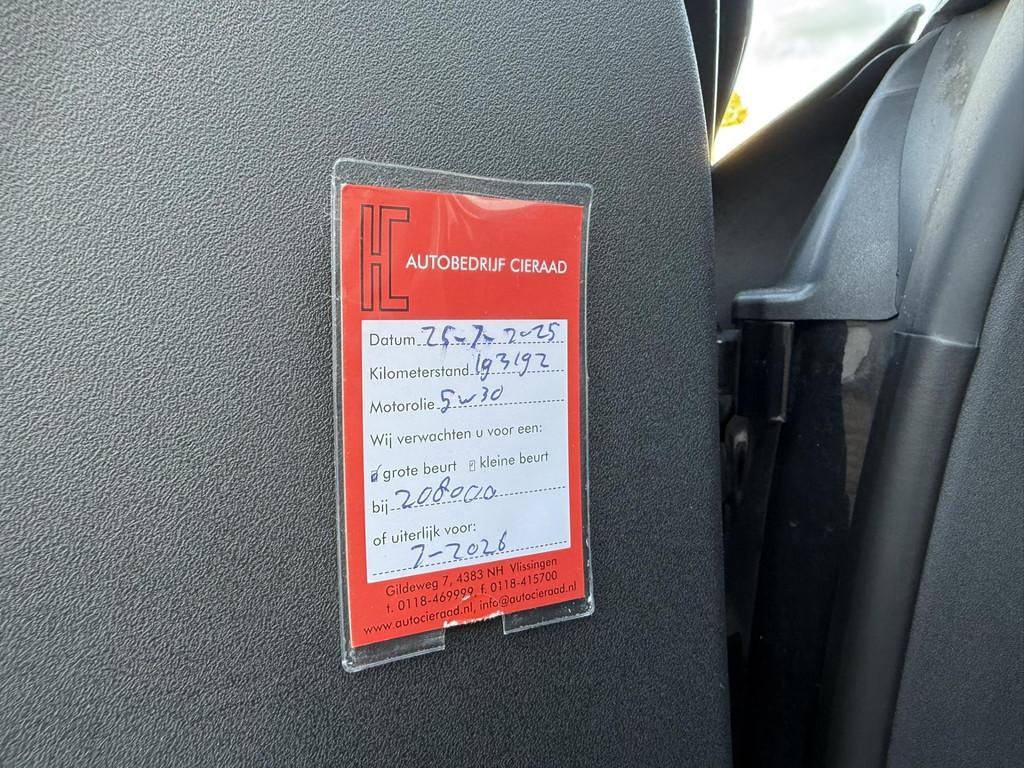 HC
AUTOBEDRIJF CIERAAD
Datum 25-7-2025
Kilometerstand 193192
Motorolie 5w30
Wij verwachten u voor een:
grote beurt kleine beurt
bij 208000
of uiterlijk voor:
7-2026
Gildeweg 7, 4383 NH Vlissingen
t. 0118-469999, f. 0118-415700
www.autocieraad.nl, info@autocieraad.nl